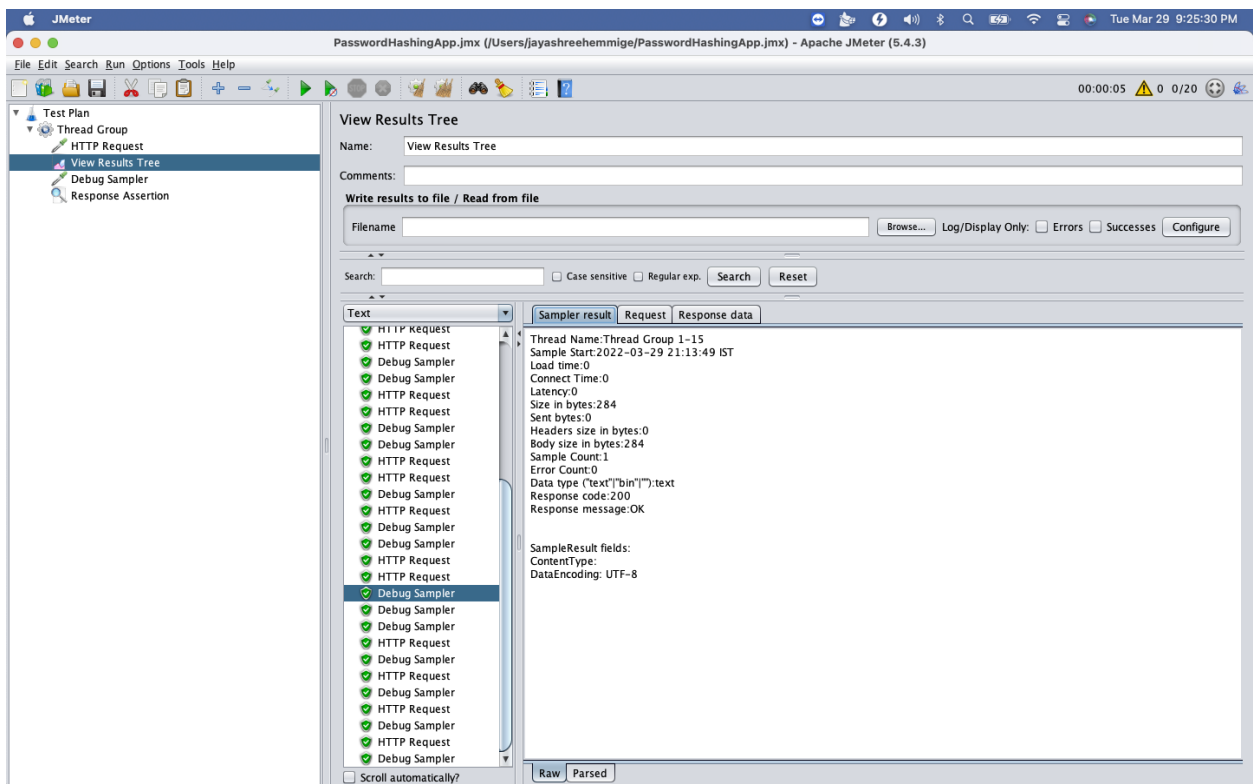 JMeter
Tue Mar 29 9:25:30 PM
PasswordHashingApp.jmx (/Users/jayashreehemmige/PasswordHashingApp.jmx) - Apache JMeter (5.4.3)
File Edit Search Run Options Tools Help
00:00:05 0 0/20
Test Plan
Thread Group
HTTP Request
View Results Tree
Debug Sampler
Response Assertion
View Results Tree
Name: View Results Tree
Comments:
Write results to file / Read from file
Filename Browse... Log/Display Only: Errors Successes Configure
Search: Case sensitive Regular exp. Search Reset
Text
HTTP Request
HTTP Request
Debug Sampler
Debug Sampler
HTTP Request
HTTP Request
Debug Sampler
Debug Sampler
HTTP Request
HTTP Request
Debug Sampler
HTTP Request
Debug Sampler
Debug Sampler
HTTP Request
HTTP Request
Debug Sampler
Debug Sampler
Debug Sampler
HTTP Request
Debug Sampler
HTTP Request
Debug Sampler
HTTP Request
Debug Sampler
HTTP Request
Debug Sampler
Scroll automatically?
Sampler result Request Response data
Thread Name:Thread Group 1-15
Sample Start:2022-03-29 21:13:49 IST
Load time:0
Connect Time:0
Latency:0
Size in bytes:284
Sent bytes:0
Headers size in bytes:0
Body size in bytes:284
Sample Count:1
Error Count:0
Data type ("text"|"bin"|""):text
Response code:200
Response message:OK
SampleResult fields:
ContentType:
DataEncoding: UTF-8
Raw Parsed